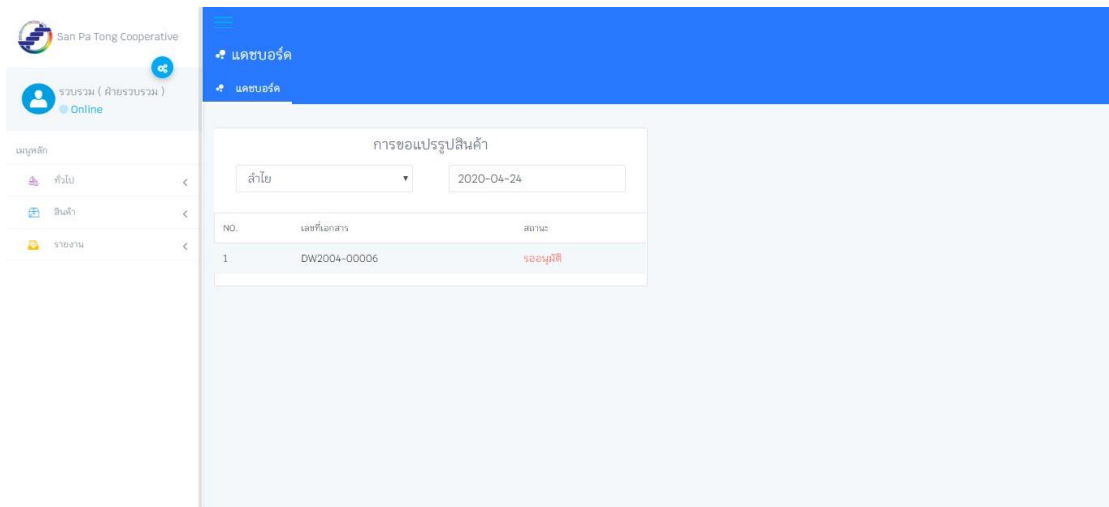 San Pa Tong Cooperative
รวบรวม ( ฝ่ายรวบรวม )
Online
เมนูหลัก
ทั่วไป
สินค้า
รายงาน
แดชบอร์ด
แดชบอร์ด
การขอแปรรูปสินค้า
ลำไย 2020-04-24
NO. เลขที่เอกสาร สถานะ
1 DW2004-00006 รออนุมัติ